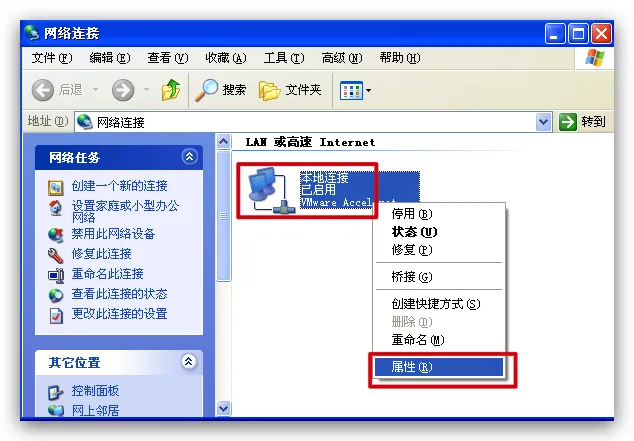 网络连接
文件(F) 编辑(E) 查看(V) 收藏(A) 工具(T) 高级(N) 帮助(H)
后退 搜索 文件夹
地址(D) 网络连接 转到
网络任务
创建一个新的连接
设置家庭或小型办公
网络
禁用此网络设备
修复此连接
重命名此连接
查看此连接的状态
更改此连接的设置
其它位置
控制面板
网上邻居
LAN 或高速 Internet
本地连接
已启用
VMware
停用(B)
状态(U)
修复(P)
桥接(G)
创建快捷方式(S)
删除(D)
重命名(M)
属性(R)